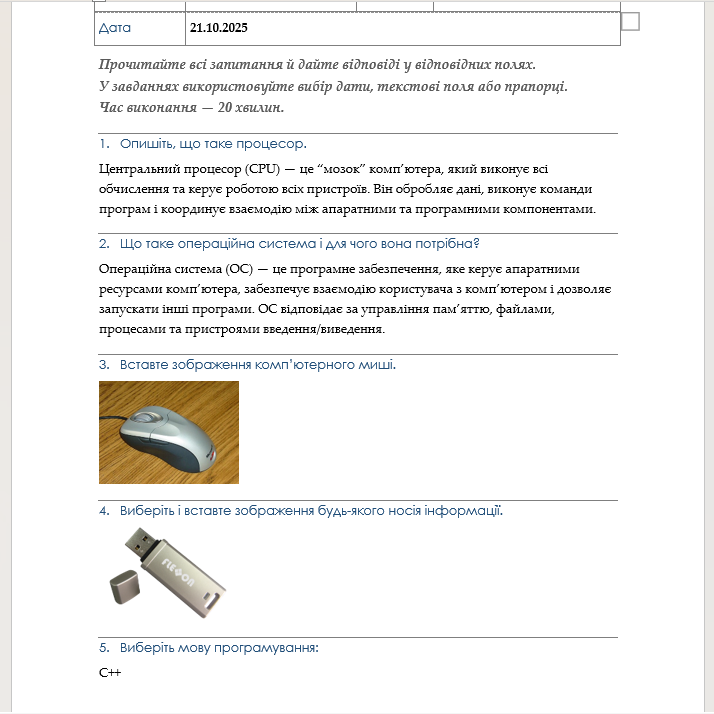 Дата 21.10.2025
Прочитайте всі запитання й дайте відповіді у відповідних полях.
У завданнях використовуйте вибір дати, текстові поля або прапорці.
Час виконання — 20 хвилин.
1. Опишіть, що таке процесор.
Центральний процесор (CPU) — це “мозок” комп’ютера, який виконує всі
обчислення та керує роботою всіх пристроїв. Він обробляє дані, виконує команди
програм і координує взаємодію між апаратними та програмними компонентами.
2. Що таке операційна система і для чого вона потрібна?
Операційна система (ОС) — це програмне забезпечення, яке керує апаратними
ресурсами комп’ютера, забезпечує взаємодію користувача з комп’ютером і дозволяє
запускати інші програми. ОС відповідає за управління пам’яттю, файлами,
процесами та пристроями введення/виведення.
3. Вставте зображення комп’ютерного миші.
4. Виберіть і вставте зображення будь-якого носія інформації.
5. Виберіть мову програмування:
C++